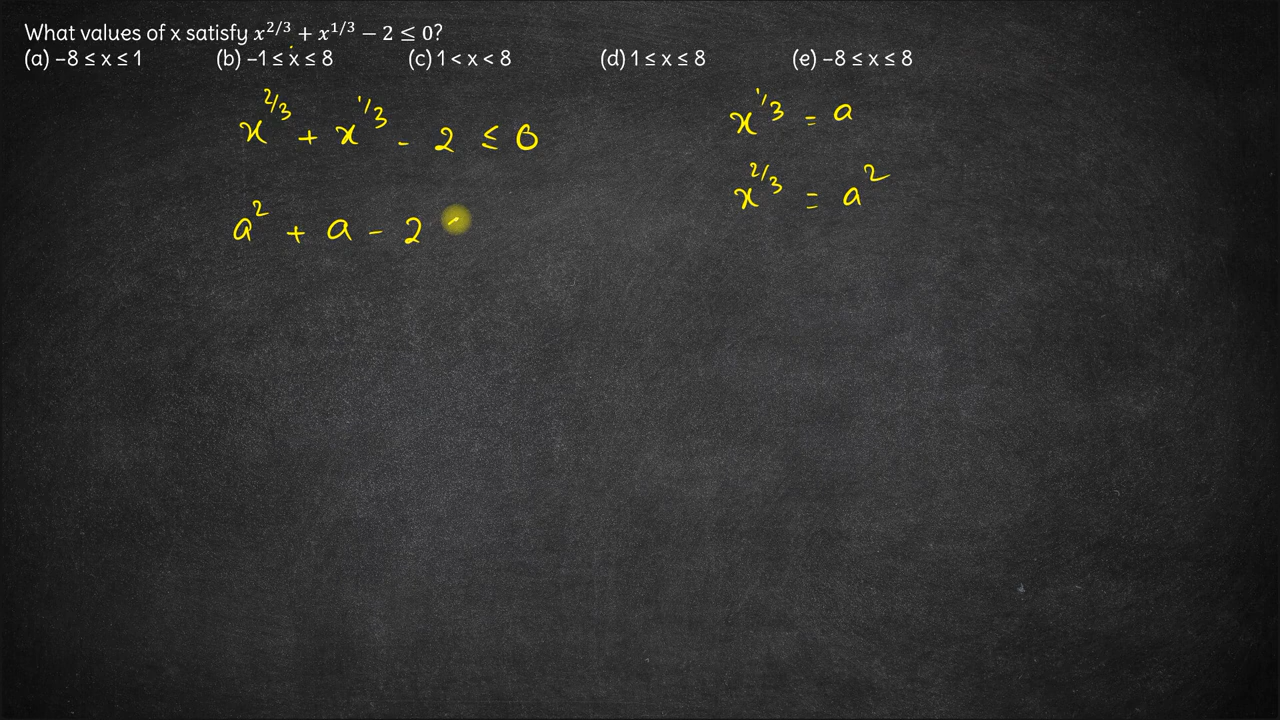 What values of x satisfy x^{2/3} + x^{1/3} − 2 ≤ 0?
(a) −8 ≤ x ≤ 1 (b) −1 ≤ x ≤ 8 (c) 1 < x < 8 (d) 1 ≤ x ≤ 8 (e) −8 ≤ x ≤ 8
x^{2/3} + x^{1/3} - 2 ≤ 0
a^2 + a - 2
x^{1/3} = a
x^{2/3} = a^2